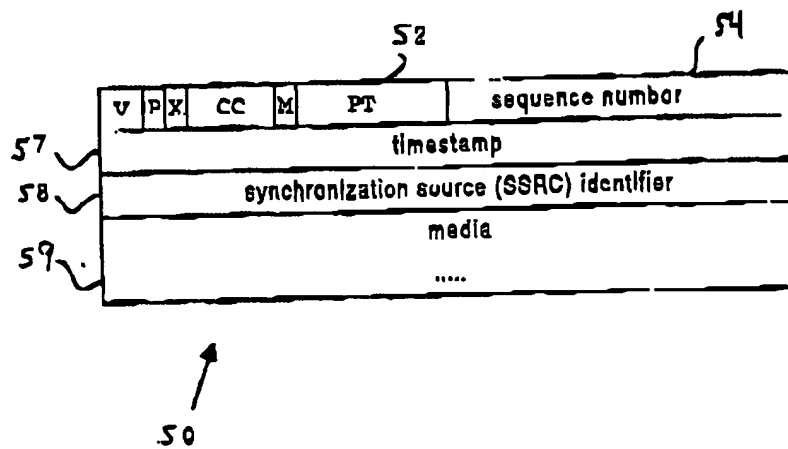 52 54
V P X CC M PT sequence number
57 timestamp
58 synchronization source (SSRC) identifier
media
59 .....
50